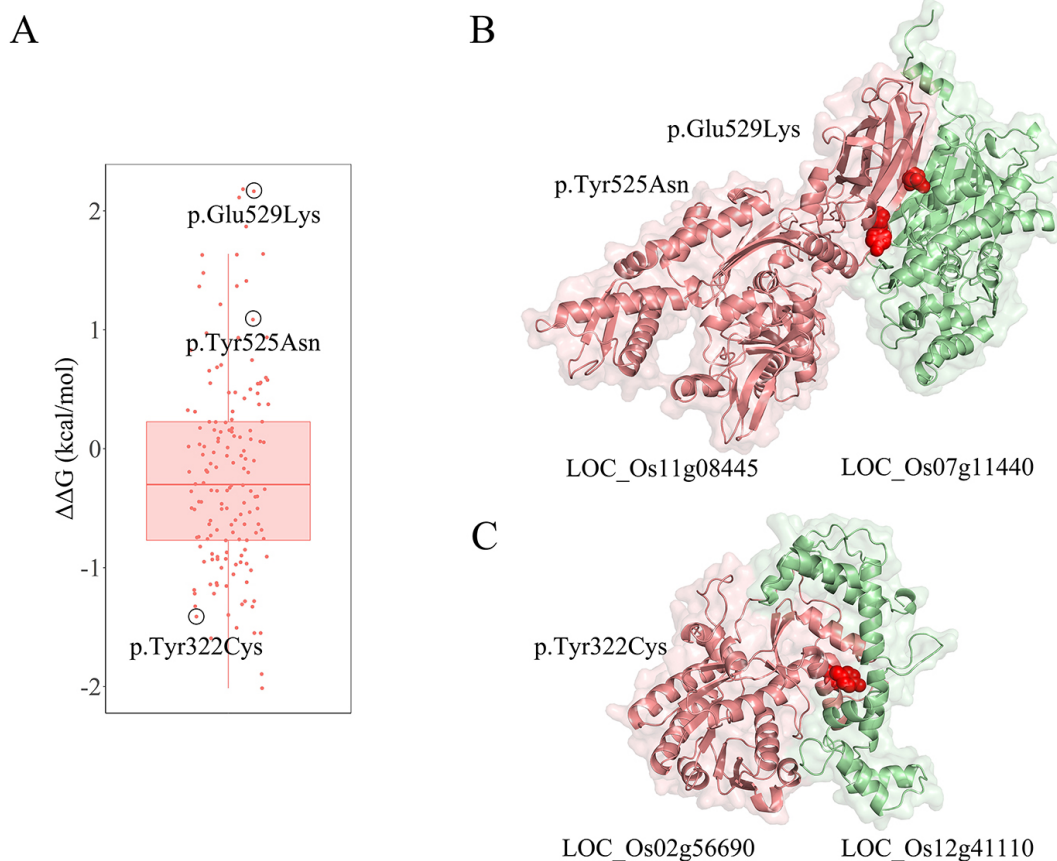 A
ΔΔG (kcal/mol)
2
1
0
-1
-2
p.Glu529Lys
p.Tyr525Asn
p.Tyr322Cys
B
p.Glu529Lys
p.Tyr525Asn
LOC_Os11g08445
LOC_Os07g11440
C
p.Tyr322Cys
LOC_Os02g56690
LOC_Os12g41110